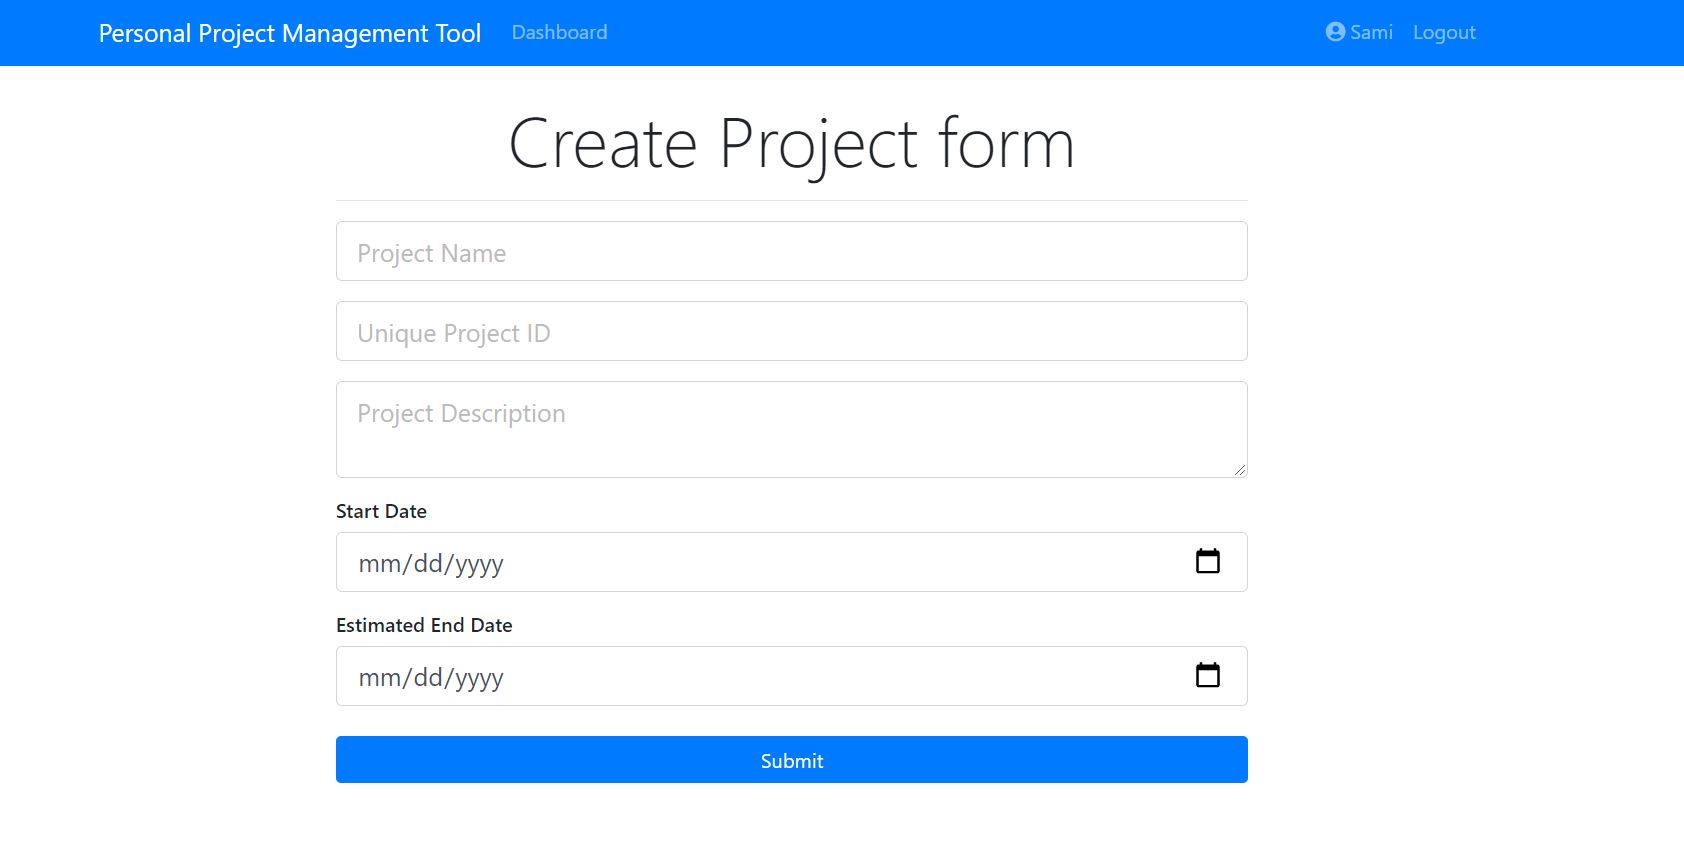 Personal Project Management Tool Dashboard Sami Logout
Create Project form
Project Name
Unique Project ID
Project Description
Start Date
mm/dd/yyyy
Estimated End Date
mm/dd/yyyy
Submit